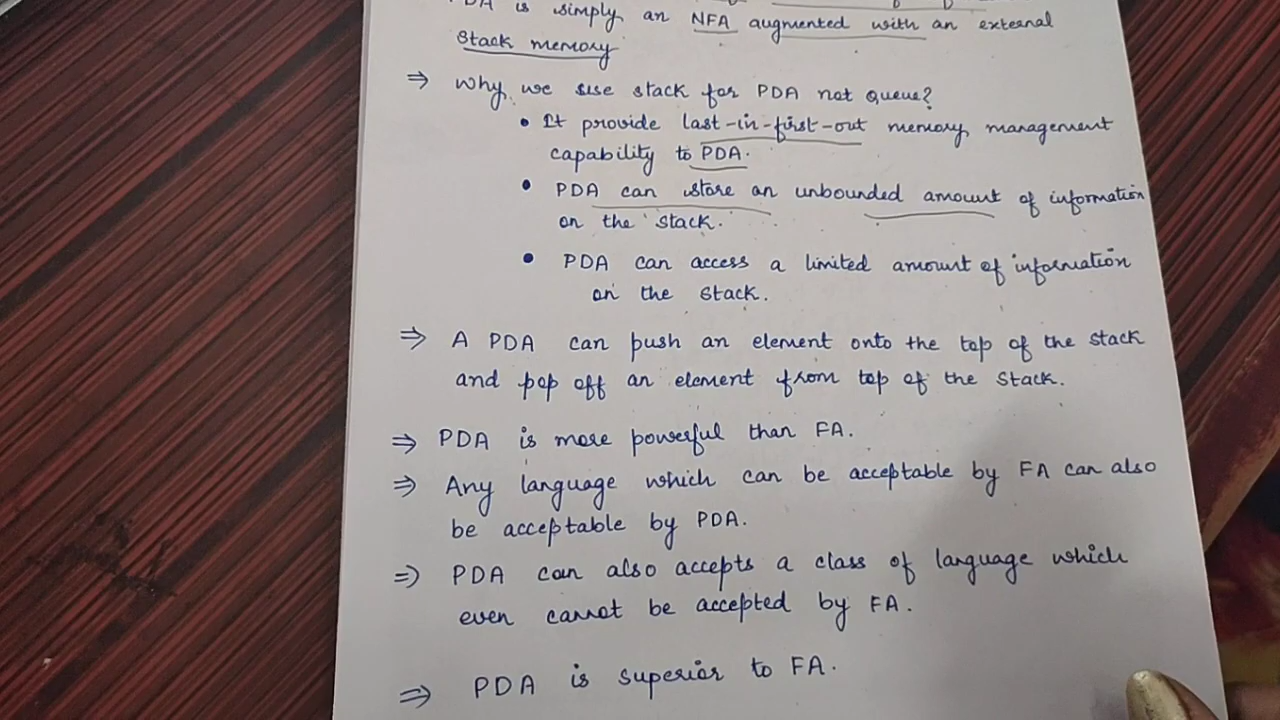 PDA is simply an NFA augmented with an external
stack memory
⇒ Why we use stack for PDA not queue?
• It provide last-in-first-out memory management
capability to PDA.
• PDA can store an unbounded amount of information
on the stack.
• PDA can access a limited amount of information
on the stack.
⇒ A PDA can push an element onto the top of the stack
and pop off an element from top of the stack.
⇒ PDA is more powerful than FA.
⇒ Any language which can be acceptable by FA can also
be acceptable by PDA.
⇒ PDA can also accepts a class of language which
even cannot be accepted by FA.
⇒ PDA is superior to FA.